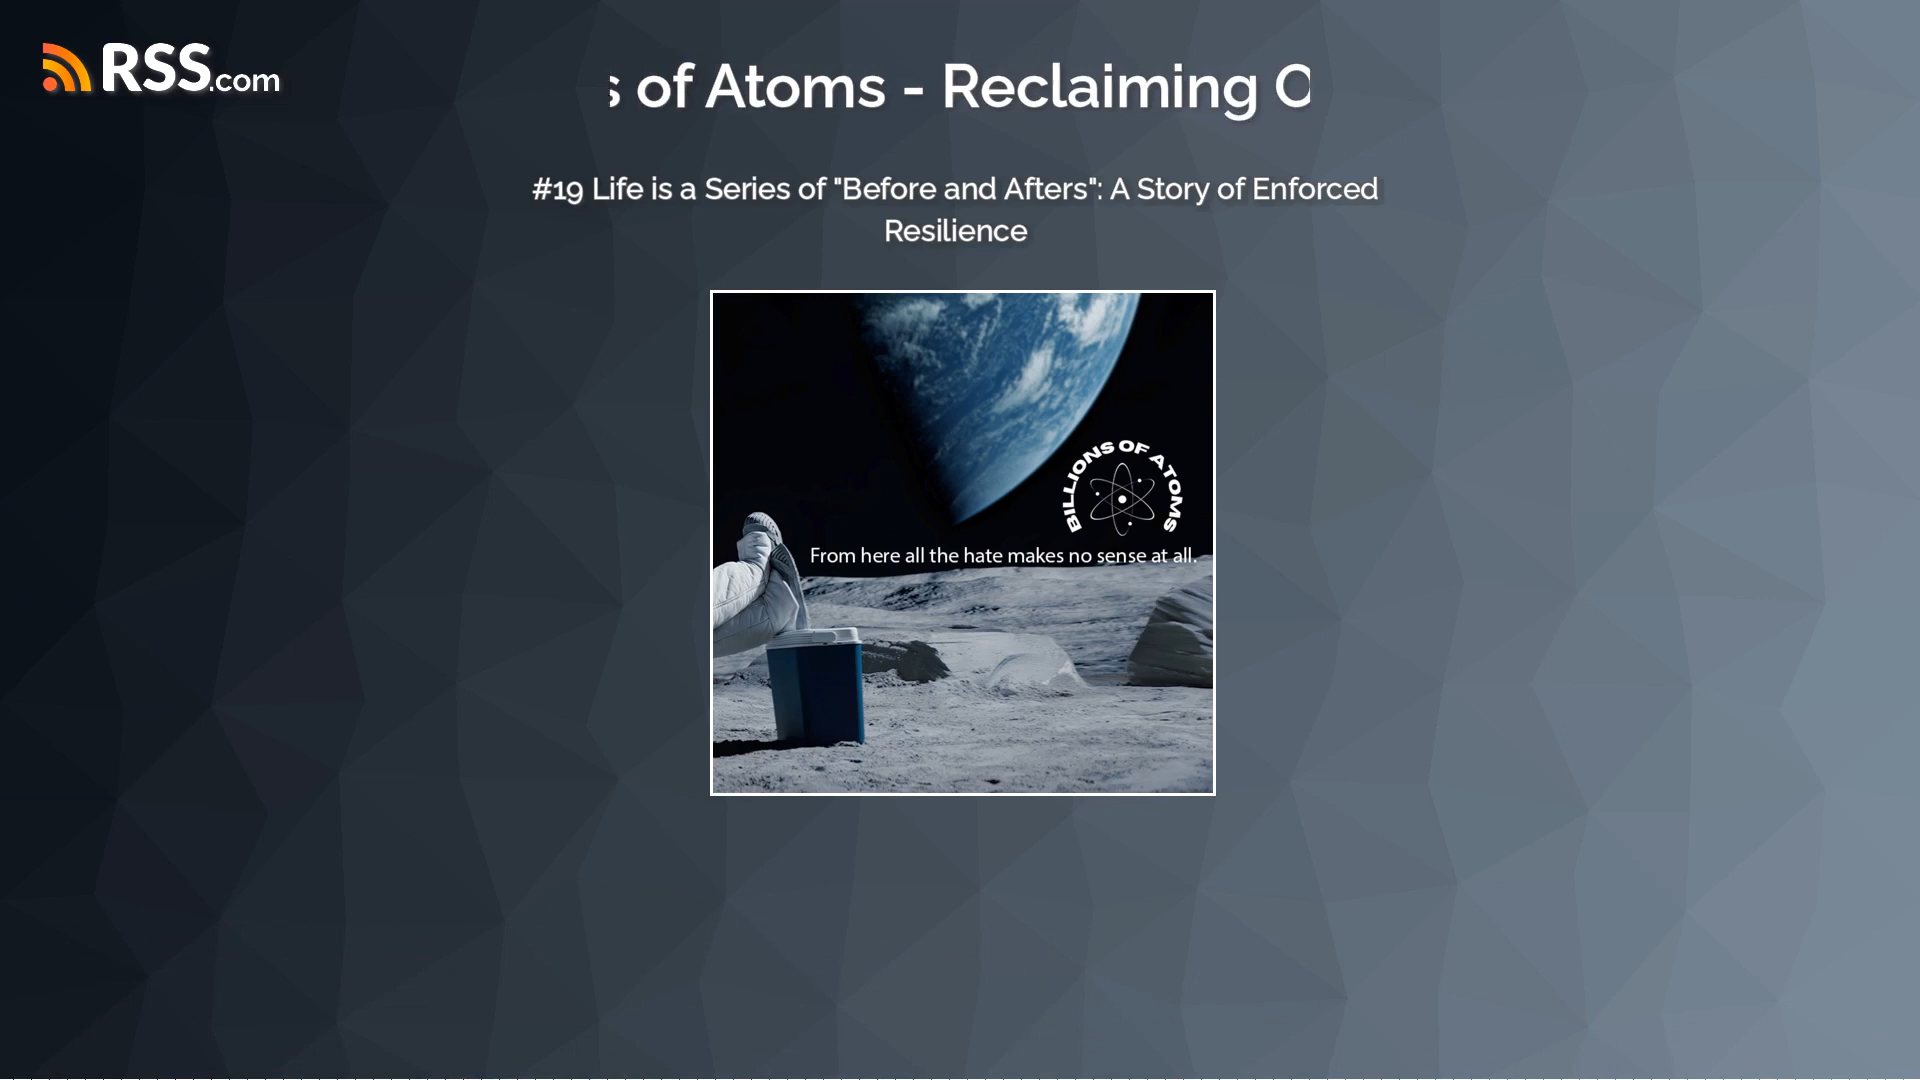 RSS.com
of Atoms - Reclaiming
#19 Life is a Series of "Before and Afters": A Story of Enforced
Resilience
BILLIONS OF ATOMS
From here all the hate makes no sense at all.